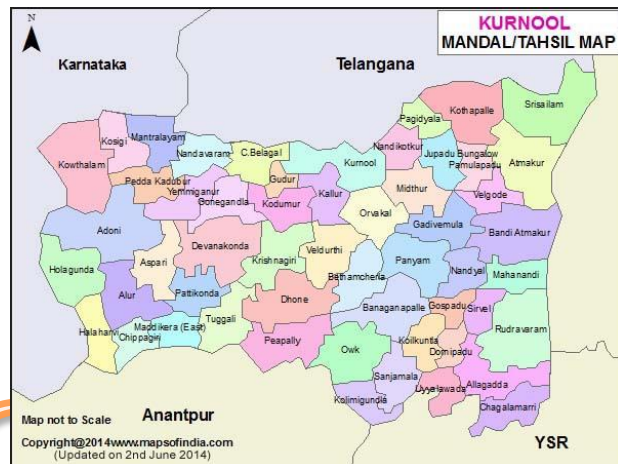 KURNOOL
MANDAL/TAHSIL MAP
N
Karnataka
Telangana
Srisailam
Kothapalle
Pagidyala
Kosigi
Mantralayam
Nandavaram
C.Belagal
Kurnool
Nandikotkur
Jupadu Bungalow
Pamulapadu
Atmakur
Kowthalam
Pedda Kadubur
Yemmiganur
Gudur
Kallur
Midthur
Velgode
Gonegandla
Kodumur
Orvakal
Gadivemula
Adoni
Bandi Atmakur
Devanakonda
Veldurthi
Holagunda
Aspari
Krishnagiri
Bethamcherla
Panyam
Nandyal
Mahanandi
Alur
Pattikonda
Dhone
Banaganapalle
Gospadu
Sirvel
Halaharvi
Maddikera (East)
Tuggali
Chippagiri
Peapally
Owk
Koilkuntla
Rudravaram
Dornipadu
Sanjamala
Uyyalawada
Allagadda
Kolimigundla
Chagalamarri
Map not to Scale
Anantpur
YSR
Copyright@2014www.mapsofindia.com
(Updated on 2nd June 2014)